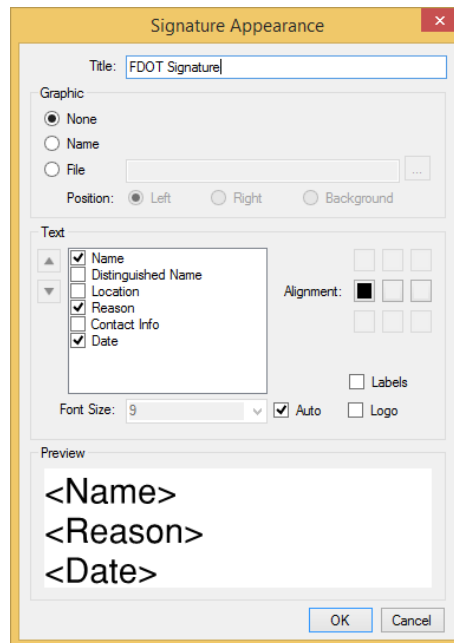 Signature Appearance
Title: FDOT Signature
Graphic
None
Name
File ...
Position: Left Right Background
Text
Name
Distinguished Name
Location
Reason
Contact Info
Date
Alignment:
Labels
Font Size: 9 Auto Logo
Preview
<Name>
<Reason>
<Date>
OK Cancel